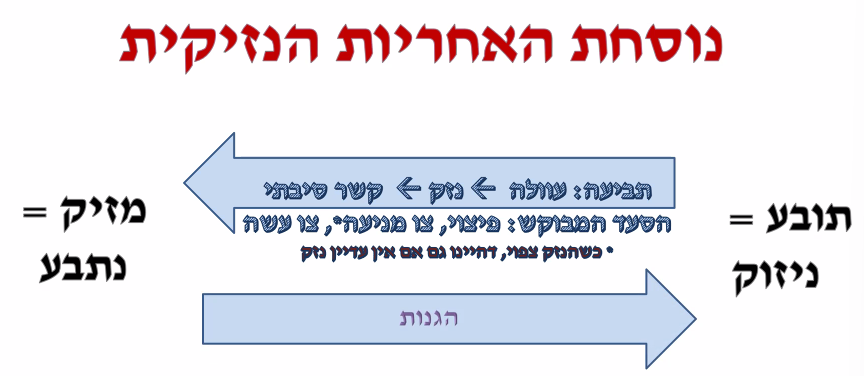 נוסחת האחריות הנזיקית
תובע =
ניזוק
תביעה: עוולה ← נזק ← קשר סיבתי
הסעד המבוקש: פיצוי, צו מניעה*, צו עשה
* כשהנזק צפוי, דהיינו גם אם אין עדיין נזק
הגנות
מזיק =
נתבע